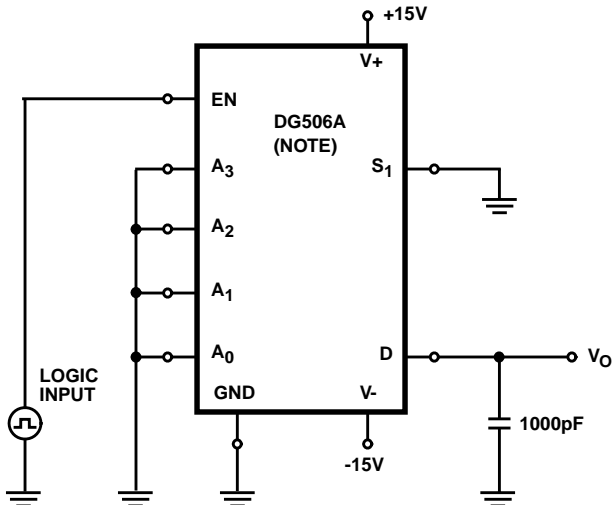 +15V
V+
EN
DG506A
(NOTE)
A3
S1
A2
A1
A0
D
VO
LOGIC
INPUT
GND
V-
1000pF
-15V